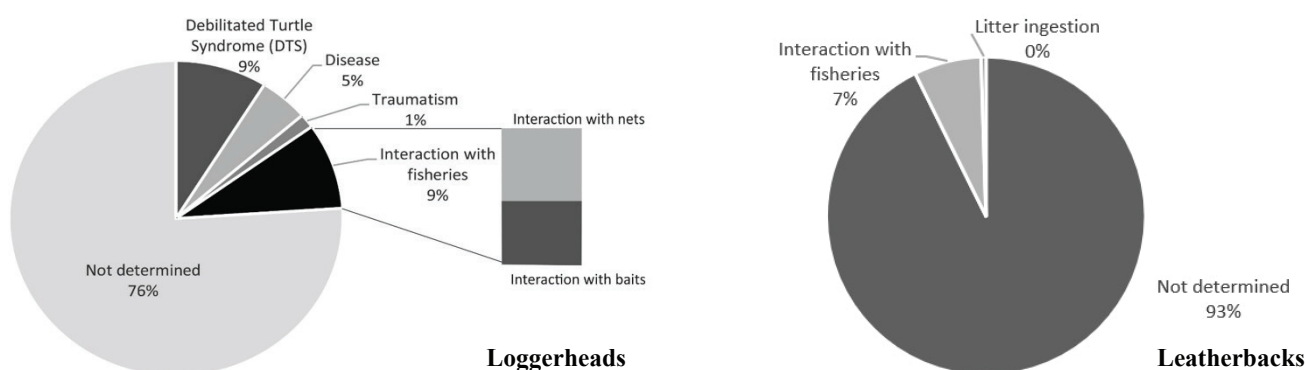 Debilitated Turtle
Syndrome (DTS)
9%
Disease
5%
Traumatism
1%
Interaction with nets
Interaction with
fisheries
9%
Interaction with baits
Not determined
76%
Loggerheads
Litter ingestion
0%
Interaction with
fisheries
7%
Not determined
93%
Leatherbacks